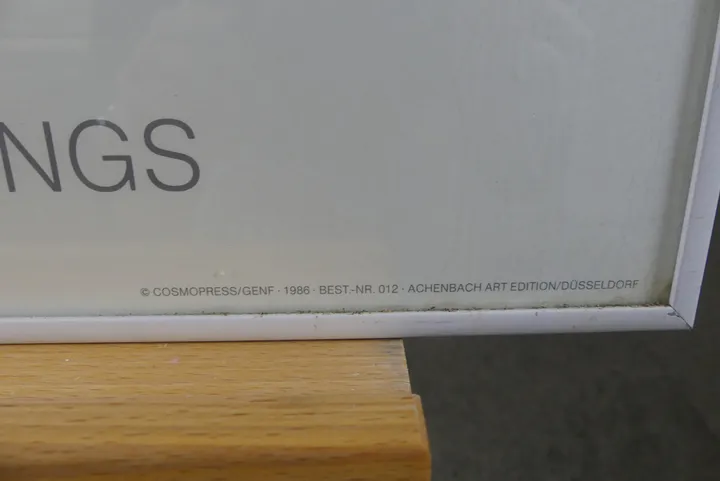 NGS
© COSMOPRESS/GENF · 1986 · BEST.-NR. 012 · ACHENBACH ART EDITION/DÜSSELDORF